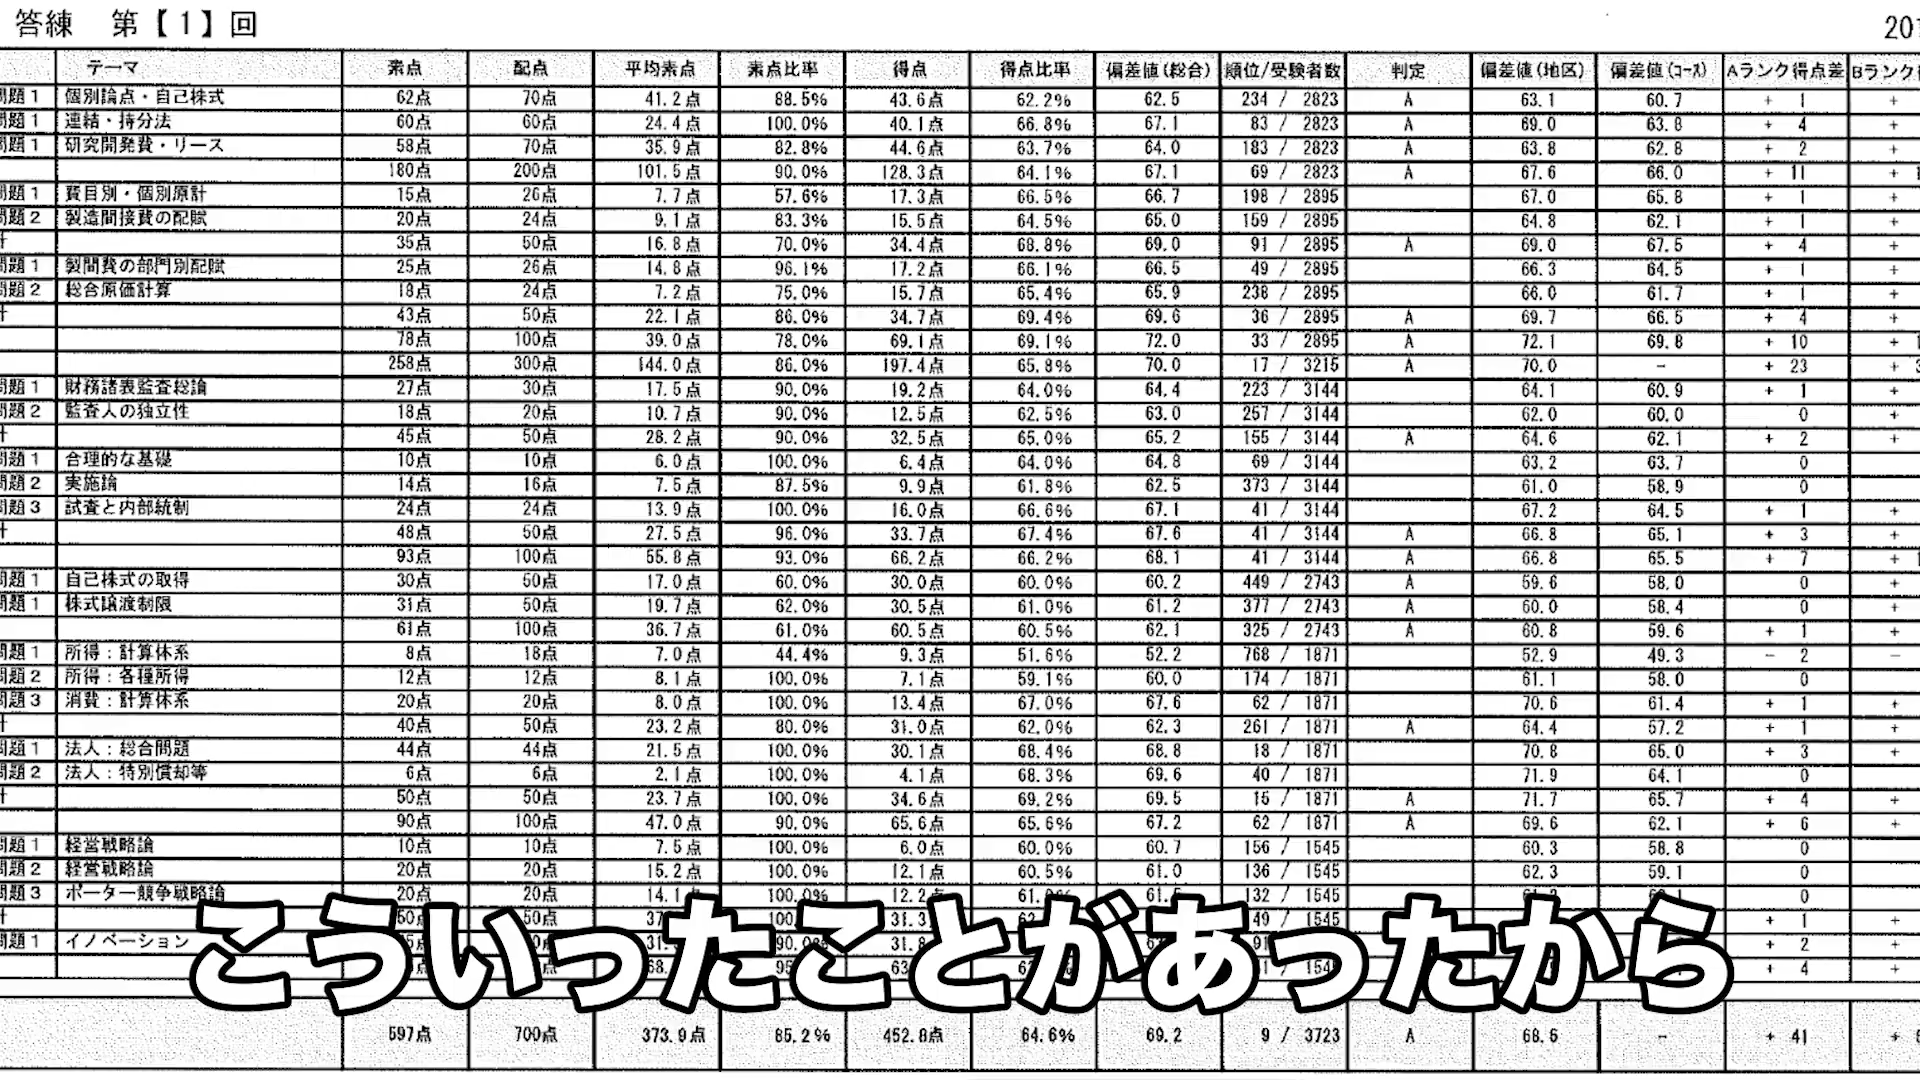 答練 第【1】回 20
テーマ 素点 配点 平均素点 素点比率 得点 得点比率 偏差値(総合) 順位/受験者数 判定 偏差値(地区) 偏差値(コース) Aランク得点差 Bランク
問題1 個別論点・自己株式 62点 70点 41.2点 88.5% 43.6点 62.2% 62.5 234 / 2823 A 63.1 60.7 + 1 +
問題1 連結・持分法 60点 60点 24.4点 100.0% 40.1点 66.8% 67.1 83 / 2823 A 69.0 63.8 + 4 +
問題1 研究開発費・リース 58点 70点 35.9点 82.8% 44.6点 63.7% 64.0 183 / 2823 A 63.8 62.8 + 2 +
180点 200点 101.5点 90.0% 128.3点 64.1% 67.1 69 / 2823 A 67.6 66.0 + 11 +
問題1 費目別・個別原計 15点 26点 7.7点 57.6% 17.3点 66.5% 66.7 198 / 2895 67.0 65.8 + 1 +
問題2 製造間接費の配賦 20点 24点 9.1点 83.3% 15.5点 64.5% 65.0 159 / 2895 64.8 62.1 + 1 +
計 35点 50点 16.8点 70.0% 34.4点 68.8% 69.0 91 / 2895 A 69.0 67.5 + 4 +
問題1 製間費の部門別配賦 25点 26点 14.8点 96.1% 17.2点 66.1% 66.5 49 / 2895 66.3 64.5 + 1 +
問題2 総合原価計算 18点 24点 7.2点 75.0% 15.7点 65.4% 65.9 238 / 2895 66.0 61.7 + 1 +
計 43点 50点 22.1点 86.0% 34.7点 69.4% 69.6 36 / 2895 A 69.7 66.5 + 4 +
78点 100点 39.0点 78.0% 69.1点 69.1% 72.0 33 / 2895 A 72.1 69.8 + 10 +
258点 300点 144.0点 86.0% 197.4点 65.8% 70.0 17 / 3215 A 70.0 - + 23 +
問題1 財務諸表監査総論 27点 30点 17.5点 90.0% 19.2点 64.0% 64.4 223 / 3144 64.1 60.9 + 1 +
問題2 監査人の独立性 18点 20点 10.7点 90.0% 12.5点 62.5% 63.0 257 / 3144 62.0 60.0 0 +
計 45点 50点 28.2点 90.0% 32.5点 65.0% 65.2 155 / 3144 A 64.6 62.1 + 2 +
問題1 合理的な基礎 10点 10点 6.0点 100.0% 6.4点 64.0% 64.8 69 / 3144 63.2 63.7 0
問題2 実施論 14点 16点 7.5点 87.5% 9.9点 61.8% 62.5 373 / 3144 61.0 58.9 0
問題3 試査と内部統制 24点 24点 13.9点 100.0% 16.0点 66.6% 67.1 41 / 3144 67.2 64.5 + 1 +
計 48点 50点 27.5点 96.0% 33.7点 67.4% 67.6 41 / 3144 A 66.8 65.1 + 3 +
93点 100点 55.8点 93.0% 66.2点 66.2% 68.1 41 / 3144 A 66.8 65.5 + 7 +
問題1 自己株式の取得 30点 50点 17.0点 60.0% 30.0点 60.0% 60.2 449 / 2743 A 59.6 58.0 0 +
問題1 株式譲渡制限 31点 50点 19.7点 62.0% 30.5点 61.0% 61.2 377 / 2743 A 60.0 58.4 0 +
61点 100点 36.7点 61.0% 60.5点 60.5% 62.1 325 / 2743 A 60.8 59.6 + 1 +
問題1 所得：計算体系 8点 18点 7.0点 44.4% 9.3点 51.6% 52.2 768 / 1871 52.9 49.3 - 2 -
問題2 所得：各種所得 12点 12点 8.1点 100.0% 7.1点 59.1% 60.0 174 / 1871 61.1 58.0 0
問題3 消費：計算体系 20点 20点 8.0点 100.0% 13.4点 67.0% 67.6 62 / 1871 70.6 61.4 + 1 +
計 40点 50点 23.2点 80.0% 31.0点 62.0% 62.3 261 / 1871 A 64.4 57.2 + 1 +
問題1 法人：総合問題 44点 44点 21.5点 100.0% 30.1点 68.4% 68.8 18 / 1871 70.8 65.0 + 3 +
問題2 法人：特別償却等 6点 6点 2.1点 100.0% 4.1点 68.3% 69.6 40 / 1871 71.9 64.1 0
計 50点 50点 23.7点 100.0% 34.6点 69.2% 69.5 15 / 1871 A 71.7 65.7 + 4 +
90点 100点 47.0点 90.0% 65.6点 65.6% 67.2 62 / 1871 A 69.6 62.1 + 6 +
問題1 経営戦略論 10点 10点 7.5点 100.0% 6.0点 60.0% 60.7 156 / 1545 60.3 58.8 0
問題2 経営戦略論 20点 20点 15.2点 100.0% 12.1点 60.5% 61.0 136 / 1545 62.3 59.1 0
問題3 ポーター競争戦略論 20点 20点 100.0% 132 / 1545 0
計 50点 50点 31.3 / 1545 + 1 +
問題1 イノベーション 31.8 + 2 +
+ 4 +
こういったことがあったから
597点 700点 373.9点 85.2% 452.8点 64.6% 69.2 9 / 3723 A 68.5 - + 41 +